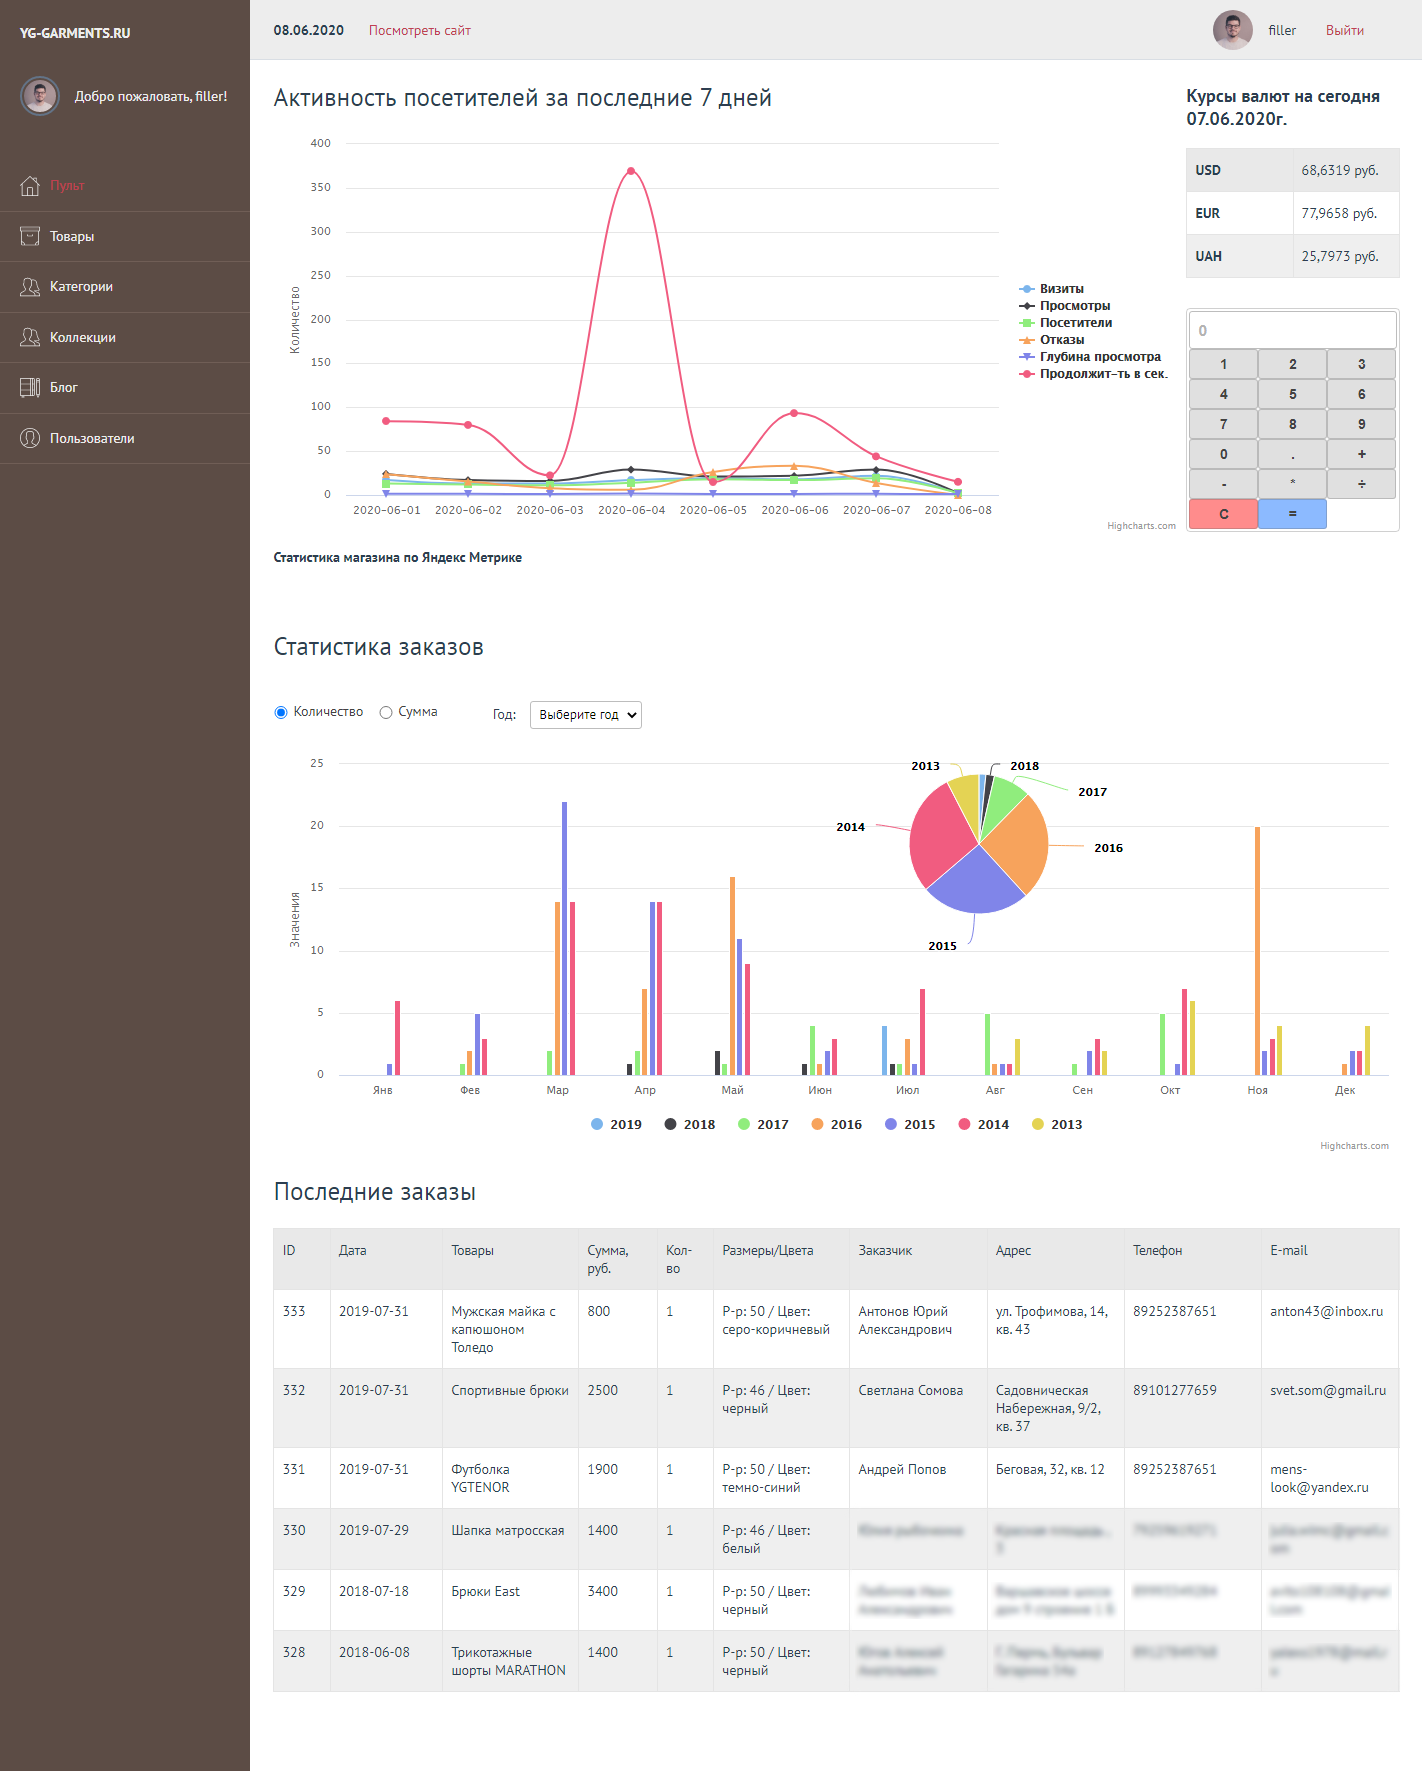 YG-GARMENTS.RU
Добро пожаловать, filler!
Пульт
Товары
Категории
Коллекции
Блог
Пользователи
08.06.2020 Посмотреть сайт filler Выйти
Активность посетителей за последние 7 дней
400
350
300
250
200
150
100
50
0
Количество
2020-06-01 2020-06-02 2020-06-03 2020-06-04 2020-06-05 2020-06-06 2020-06-07 2020-06-08
Визиты
Просмотры
Посетители
Отказы
Глубина просмотра
Продолжит-ть в сек.
Highcharts.com
Статистика магазина по Яндекс Метрике
Курсы валют на сегодня
07.06.2020г.
USD 68,6319 руб.
EUR 77,9658 руб.
UAH 25,7973 руб.
0
1 2 3
4 5 6
7 8 9
0 . +
- * ÷
C =
Статистика заказов
Количество Сумма Год: Выберите год
25
20
15
10
5
0
Значения
2013 2018
2017
2014
2016
2015
Янв Фев Мар Апр Май Июн Июл Авг Сен Окт Ноя Дек
2019 2018 2017 2016 2015 2014 2013
Highcharts.com
Последние заказы
ID Дата Товары Сумма, Кол- Размеры/Цвета Заказчик Адрес Телефон E-mail
руб. во
333 2019-07-31 Мужская майка с 800 1 Р-р: 50 / Цвет: Антонов Юрий ул. Трофимова, 14, 89252387651 anton43@inbox.ru
капюшоном серо-коричневый Александрович кв. 43
Толедо
332 2019-07-31 Спортивные брюки 2500 1 Р-р: 46 / Цвет: Светлана Сомова Садовническая 89101277659 svet.som@gmail.ru
черный Набережная, 9/2,
кв. 37
331 2019-07-31 Футболка 1900 1 Р-р: 50 / Цвет: Андрей Попов Беговая, 32, кв. 12 89252387651 mens-
YGTENOR темно-синий look@yandex.ru
330 2019-07-29 Шапка матросская 1400 1 Р-р: 46 / Цвет:
белый
329 2018-07-18 Брюки East 3400 1 Р-р: 50 / Цвет:
черный
328 2018-06-08 Трикотажные 1400 1 Р-р: 50 / Цвет:
шорты MARATHON черный